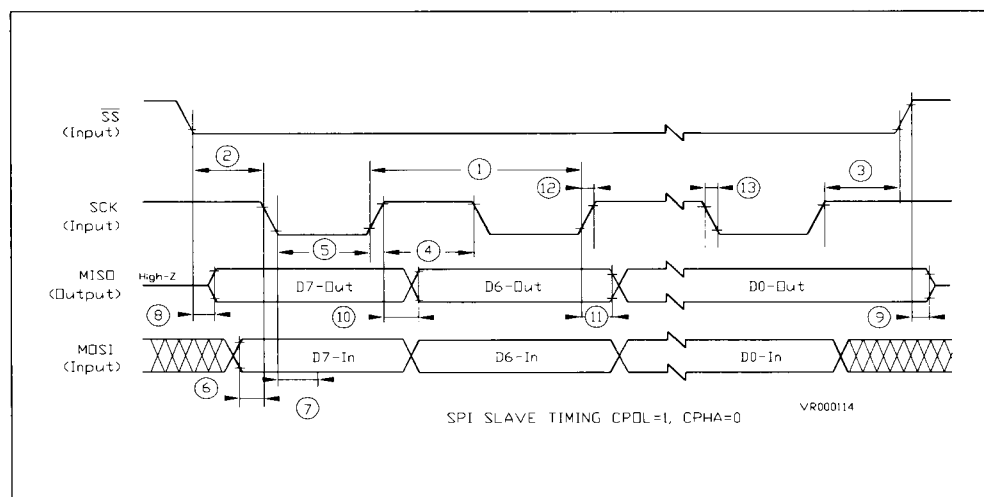 SS
(Input)
② ① ⑫ ⑬ ③
SCK
(Input)
⑤ ④
MISO
(Output)
High-Z
D7-Out D6-Out D0-Out
⑧ ⑩ ⑪ ⑨
MOSI
(Input)
D7-In D6-In D0-In
⑥ ⑦
VR000114
SPI SLAVE TIMING CPOL=1, CPHA=0